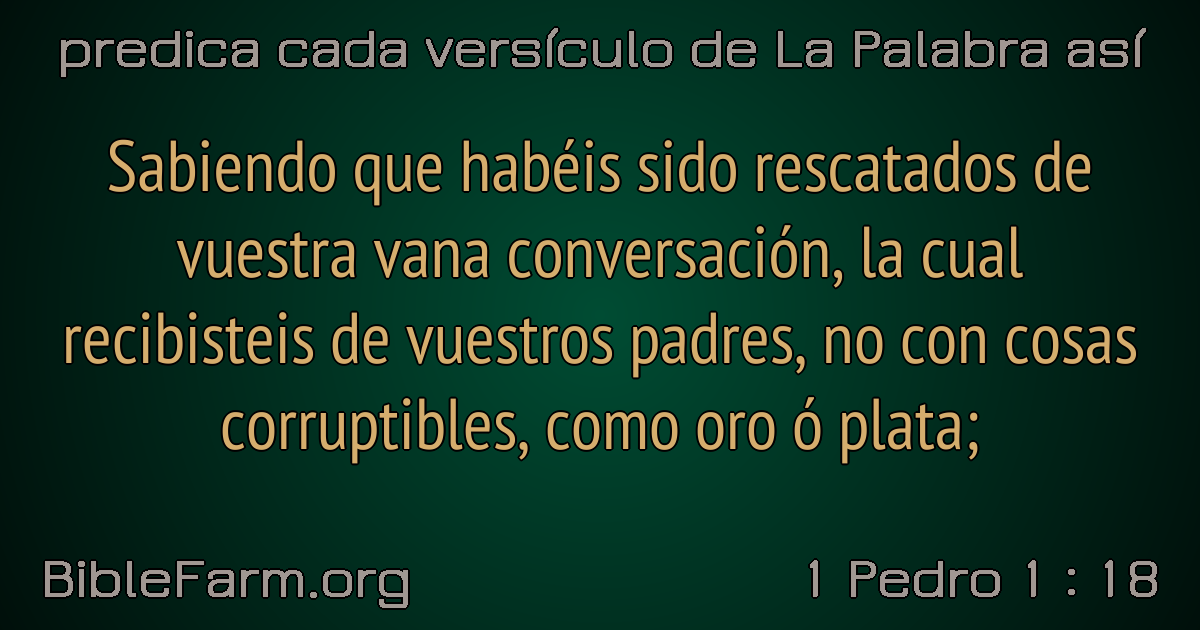 predica cada versículo de La Palabra así
Sabiendo que habéis sido rescatados de
vuestra vana conversación, la cual
recibisteis de vuestros padres, no con cosas
corruptibles, como oro ó plata;
BibleFarm.org
1 Pedro 1 : 18